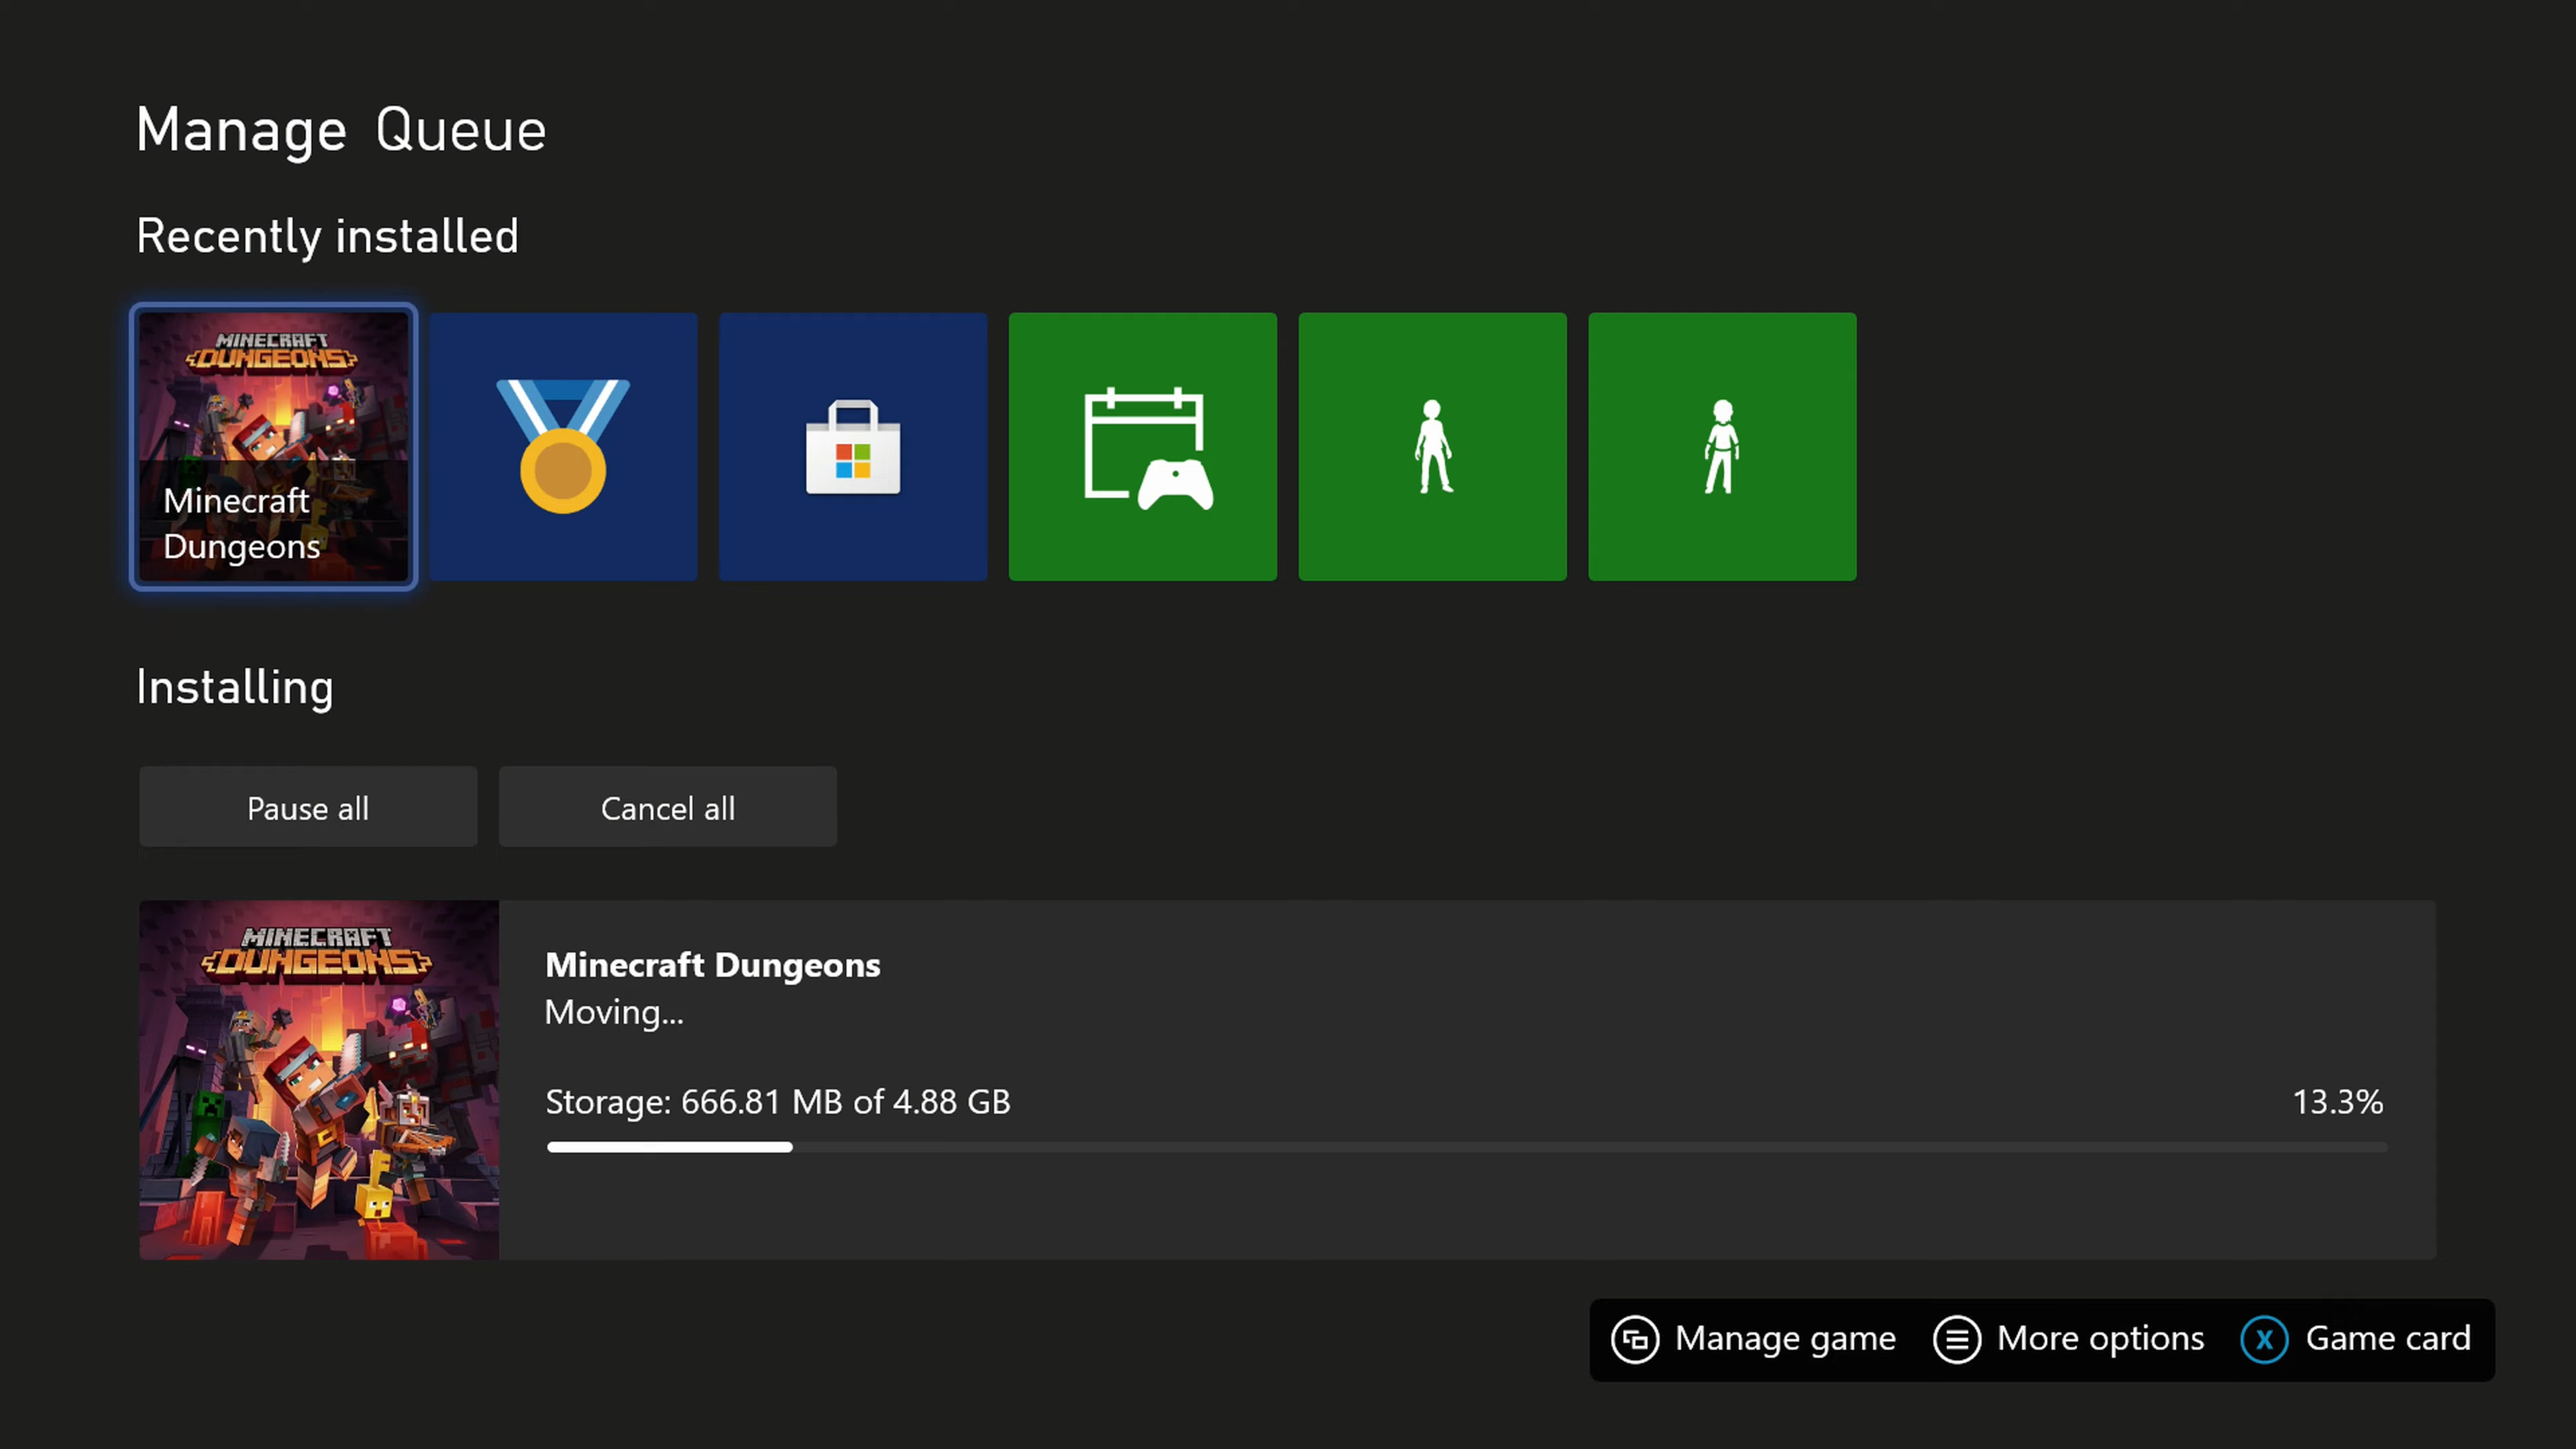 Manage Queue
Recently installed
MINECRAFT
DUNGEONS
Minecraft
Dungeons
Installing
Pause all Cancel all
MINECRAFT
DUNGEONS
Minecraft Dungeons
Moving...
Storage: 666.81 MB of 4.88 GB 13.3%
Manage game More options X Game card